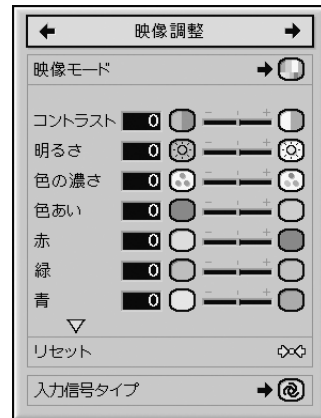 映像調整
映像モード
コントラスト 0 - +
明るさ 0 - +
色の濃さ 0 - +
色あい 0 - +
赤 0 - +
緑 0 - +
青 0 - +
リセット
入力信号タイプ